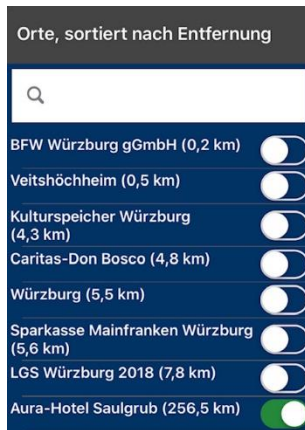 Orte, sortiert nach Entfernung
BFW Würzburg gGmbH (0,2 km)
Veitshöchheim (0,5 km)
Kulturspeicher Würzburg
(4,3 km)
Caritas-Don Bosco (4,8 km)
Würzburg (5,5 km)
Sparkasse Mainfranken Würzburg
(5,6 km)
LGS Würzburg 2018 (7,8 km)
Aura-Hotel Saulgrub (256,5 km)